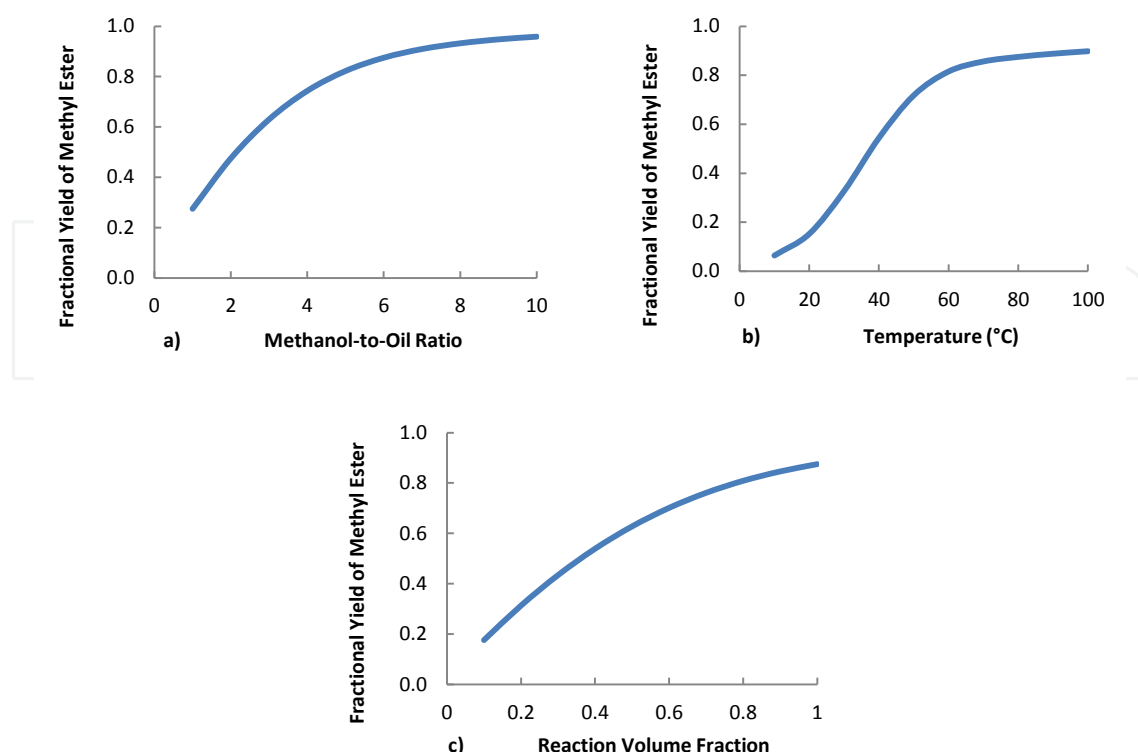 Fractional Yield of Methyl Ester
1.0
0.8
0.6
0.4
0.2
0.0
0 2 4 6 8 10
a) Methanol-to-Oil Ratio
Fractional Yield of Methyl Ester
1.0
0.8
0.6
0.4
0.2
0.0
0 20 40 60 80 100
b) Temperature (°C)
Fractional Yield of Methyl Ester
1.0
0.8
0.6
0.4
0.2
0.0
0 0.2 0.4 0.6 0.8 1
c) Reaction Volume Fraction